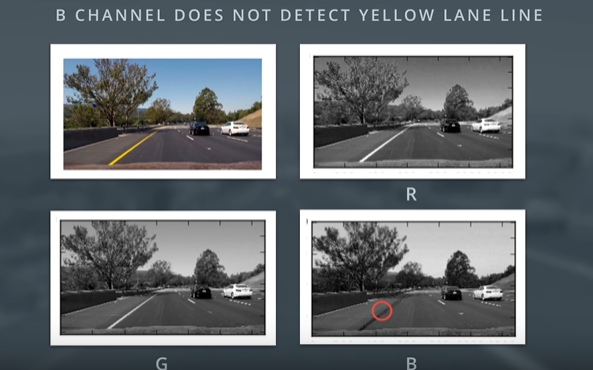 B CHANNEL DOES NOT DETECT YELLOW LANE LINE
R
G
B